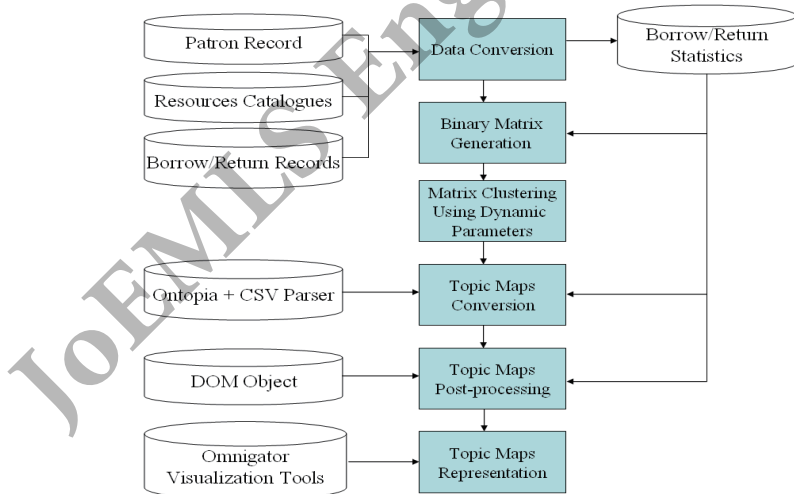 Patron Record
Resources Catalogues
Borrow/Return Records
Data Conversion
Borrow/Return
Statistics
Binary Matrix
Generation
Matrix Clustering
Using Dynamic
Parameters
Ontopia + CSV Parser
Topic Maps
Conversion
DOM Object
Topic Maps
Post-processing
Omnigator
Visualization Tools
Topic Maps
Representation
JoEMLS Eng